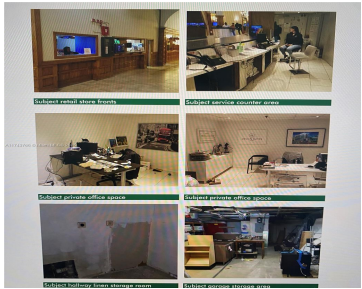 Subject retail store fronts
Subject service counter area
Subject private office space
Subject private office space
Subject hallway linen storage room
Subject garage storage area